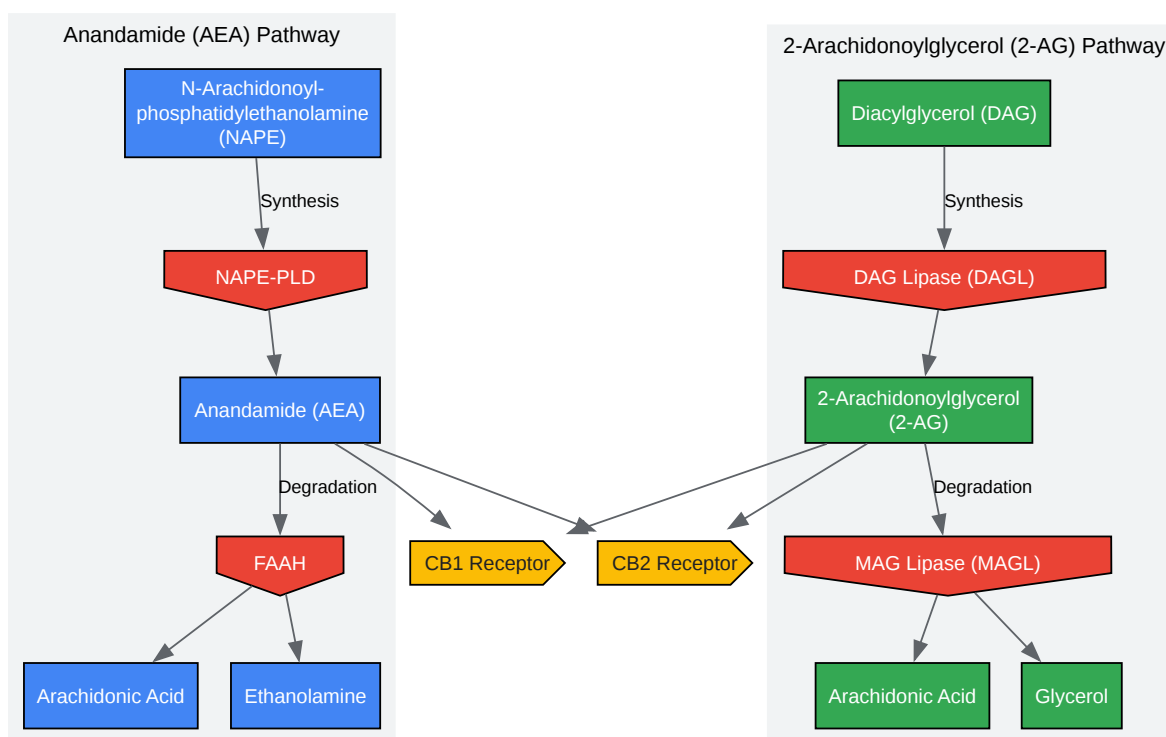 Anandamide (AEA) Pathway
N-Arachidonoyl-
phosphatidylethanolamine
(NAPE)
Synthesis
NAPE-PLD
Anandamide (AEA)
Degradation
FAAH
Arachidonic Acid
Ethanolamine
CB1 Receptor
CB2 Receptor
2-Arachidonoylglycerol (2-AG) Pathway
Diacylglycerol (DAG)
Synthesis
DAG Lipase (DAGL)
2-Arachidonoylglycerol
(2-AG)
Degradation
MAG Lipase (MAGL)
Arachidonic Acid
Glycerol